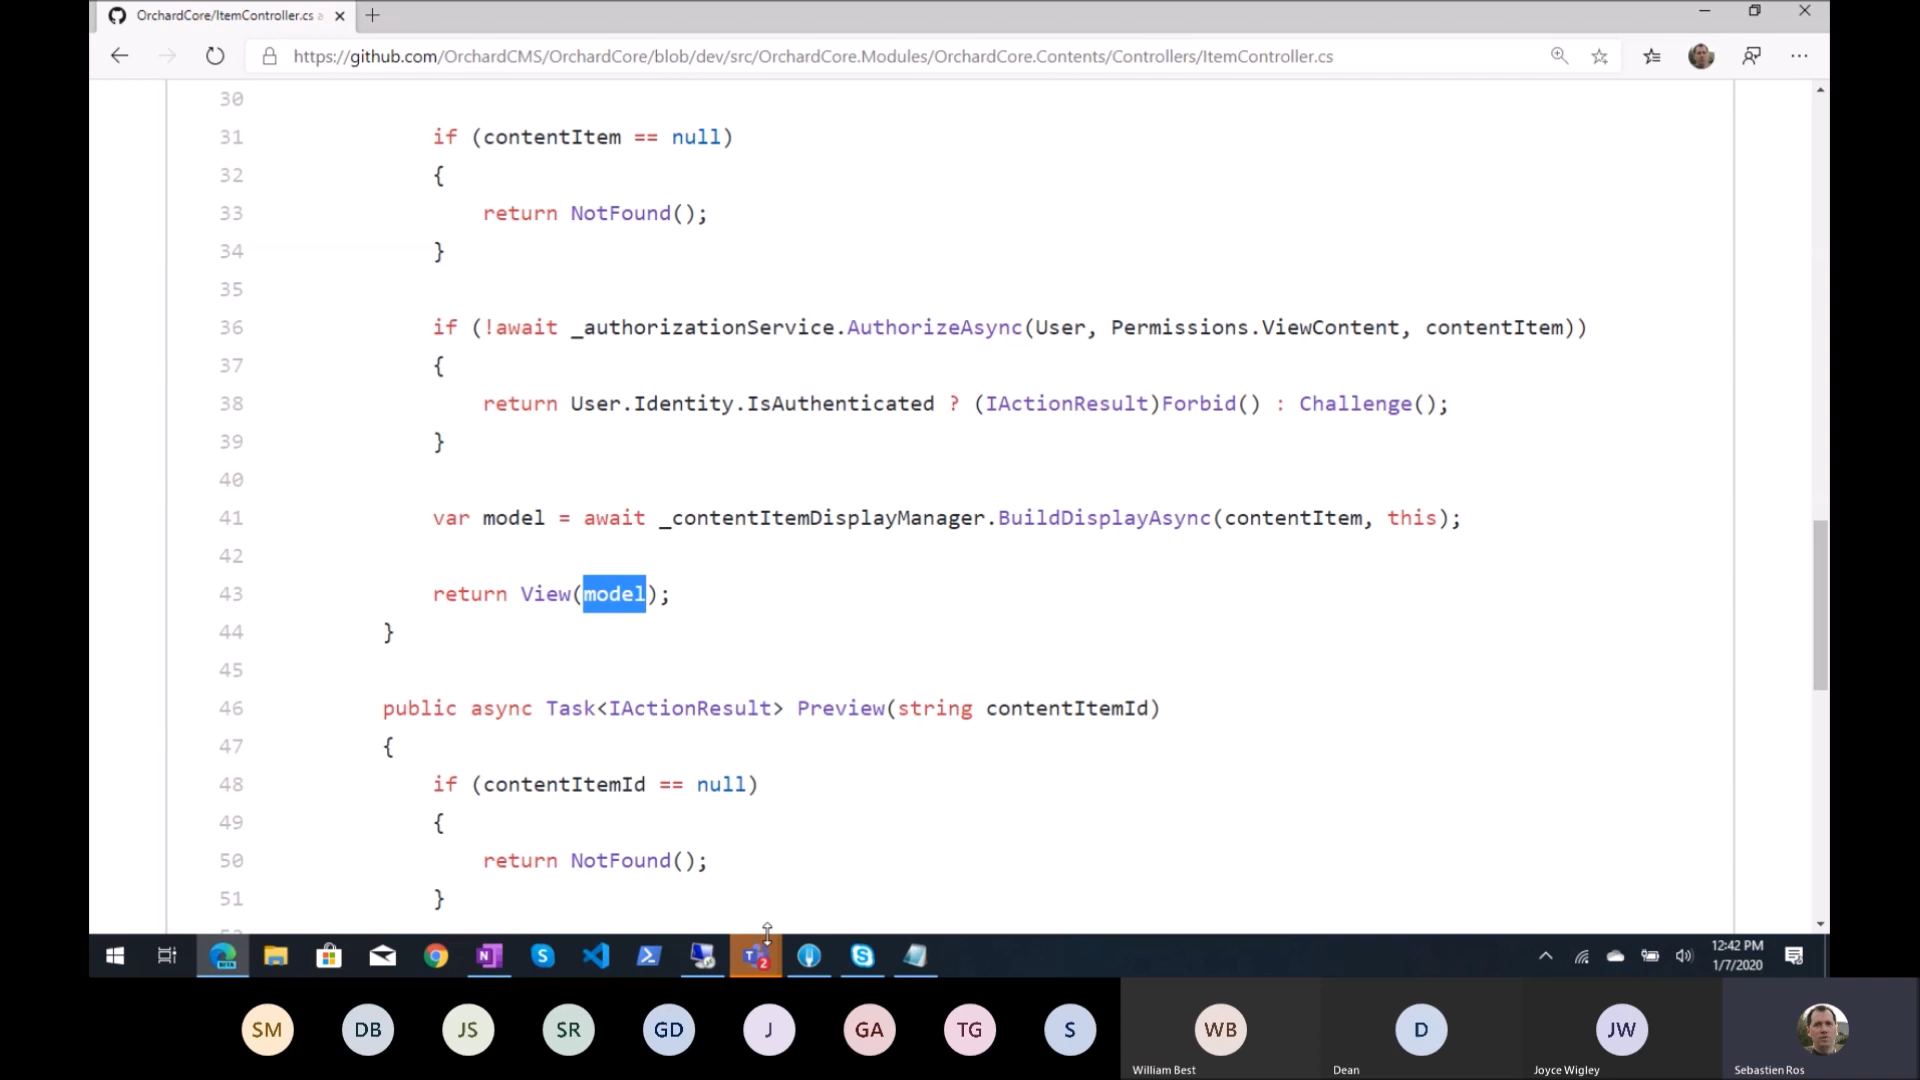 OrchardCore/ItemController.cs a
https://github.com/OrchardCMS/OrchardCore/blob/dev/src/OrchardCore.Modules/OrchardCore.Contents/Controllers/ItemController.cs
30
31 if (contentItem == null)
32 {
33 return NotFound();
34 }
35
36 if (!await _authorizationService.AuthorizeAsync(User, Permissions.ViewContent, contentItem))
37 {
38 return User.Identity.IsAuthenticated ? (IActionResult)Forbid() : Challenge();
39 }
40
41 var model = await _contentItemDisplayManager.BuildDisplayAsync(contentItem, this);
42
43 return View(model);
44 }
45
46 public async Task<IActionResult> Preview(string contentItemId)
47 {
48 if (contentItemId == null)
49 {
50 return NotFound();
51 }
12:42 PM
1/7/2020
SM DB JS SR GD J GA TG S WB D JW
William Best Dean Joyce Wigley Sebastien Ros